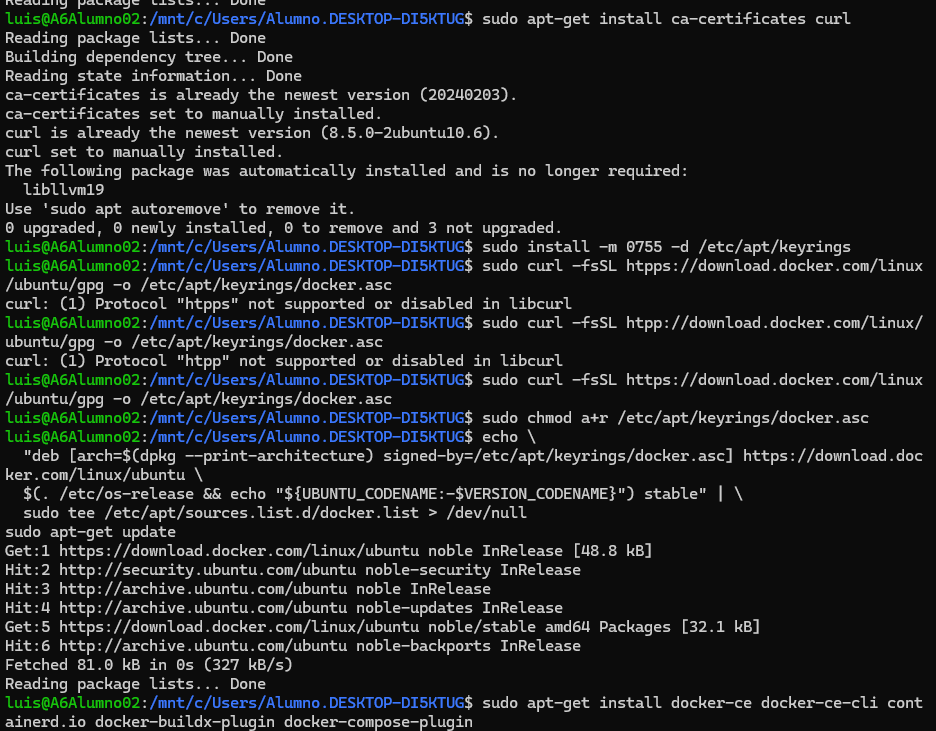 Reading package lists... Done
luis@A6Alumno02:/mnt/c/Users/Alumno.DESKTOP-DI5KTUG$ sudo apt-get install ca-certificates curl
Reading package lists... Done
Building dependency tree... Done
Reading state information... Done
ca-certificates is already the newest version (20240203).
ca-certificates set to manually installed.
curl is already the newest version (8.5.0-2ubuntu10.6).
curl set to manually installed.
The following package was automatically installed and is no longer required:
  libllvm19
Use 'sudo apt autoremove' to remove it.
0 upgraded, 0 newly installed, 0 to remove and 3 not upgraded.
luis@A6Alumno02:/mnt/c/Users/Alumno.DESKTOP-DI5KTUG$ sudo install -m 0755 -d /etc/apt/keyrings
luis@A6Alumno02:/mnt/c/Users/Alumno.DESKTOP-DI5KTUG$ sudo curl -fsSL htpps://download.docker.com/linux
/ubuntu/gpg -o /etc/apt/keyrings/docker.asc
curl: (1) Protocol "htpps" not supported or disabled in libcurl
luis@A6Alumno02:/mnt/c/Users/Alumno.DESKTOP-DI5KTUG$ sudo curl -fsSL htpp://download.docker.com/linux/
ubuntu/gpg -o /etc/apt/keyrings/docker.asc
curl: (1) Protocol "htpp" not supported or disabled in libcurl
luis@A6Alumno02:/mnt/c/Users/Alumno.DESKTOP-DI5KTUG$ sudo curl -fsSL https://download.docker.com/linux
/ubuntu/gpg -o /etc/apt/keyrings/docker.asc
luis@A6Alumno02:/mnt/c/Users/Alumno.DESKTOP-DI5KTUG$ sudo chmod a+r /etc/apt/keyrings/docker.asc
luis@A6Alumno02:/mnt/c/Users/Alumno.DESKTOP-DI5KTUG$ echo \
  "deb [arch=$(dpkg --print-architecture) signed-by=/etc/apt/keyrings/docker.asc] https://download.doc
ker.com/linux/ubuntu \
  $(. /etc/os-release && echo "${UBUNTU_CODENAME:-$VERSION_CODENAME}") stable" | \
  sudo tee /etc/apt/sources.list.d/docker.list > /dev/null
sudo apt-get update
Get:1 https://download.docker.com/linux/ubuntu noble InRelease [48.8 kB]
Hit:2 http://security.ubuntu.com/ubuntu noble-security InRelease
Hit:3 http://archive.ubuntu.com/ubuntu noble InRelease
Hit:4 http://archive.ubuntu.com/ubuntu noble-updates InRelease
Get:5 https://download.docker.com/linux/ubuntu noble/stable amd64 Packages [32.1 kB]
Hit:6 http://archive.ubuntu.com/ubuntu noble-backports InRelease
Fetched 81.0 kB in 0s (327 kB/s)
Reading package lists... Done
luis@A6Alumno02:/mnt/c/Users/Alumno.DESKTOP-DI5KTUG$ sudo apt-get install docker-ce docker-ce-cli cont
ainerd.io docker-buildx-plugin docker-compose-plugin